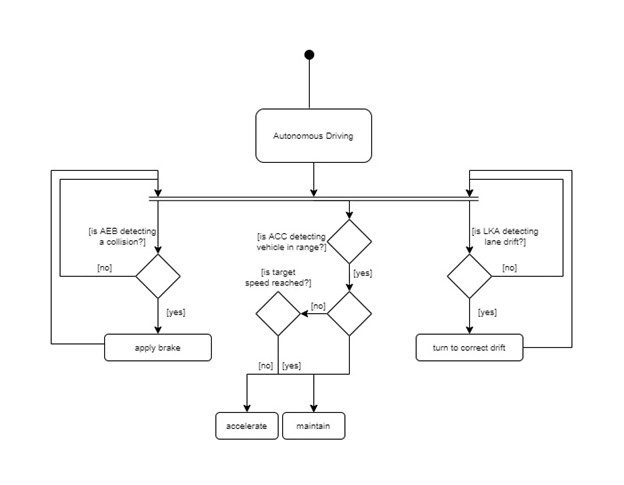 Autonomous Driving
[is AEB detecting
a collision?]
[is ACC detecting
vehicle in range?]
[is LKA detecting
lane drift?]
[no]
[is target
speed reached?]
[yes]
[no]
[yes]
[no]
[yes]
apply brake
turn to correct drift
[no]
[yes]
accelerate
maintain